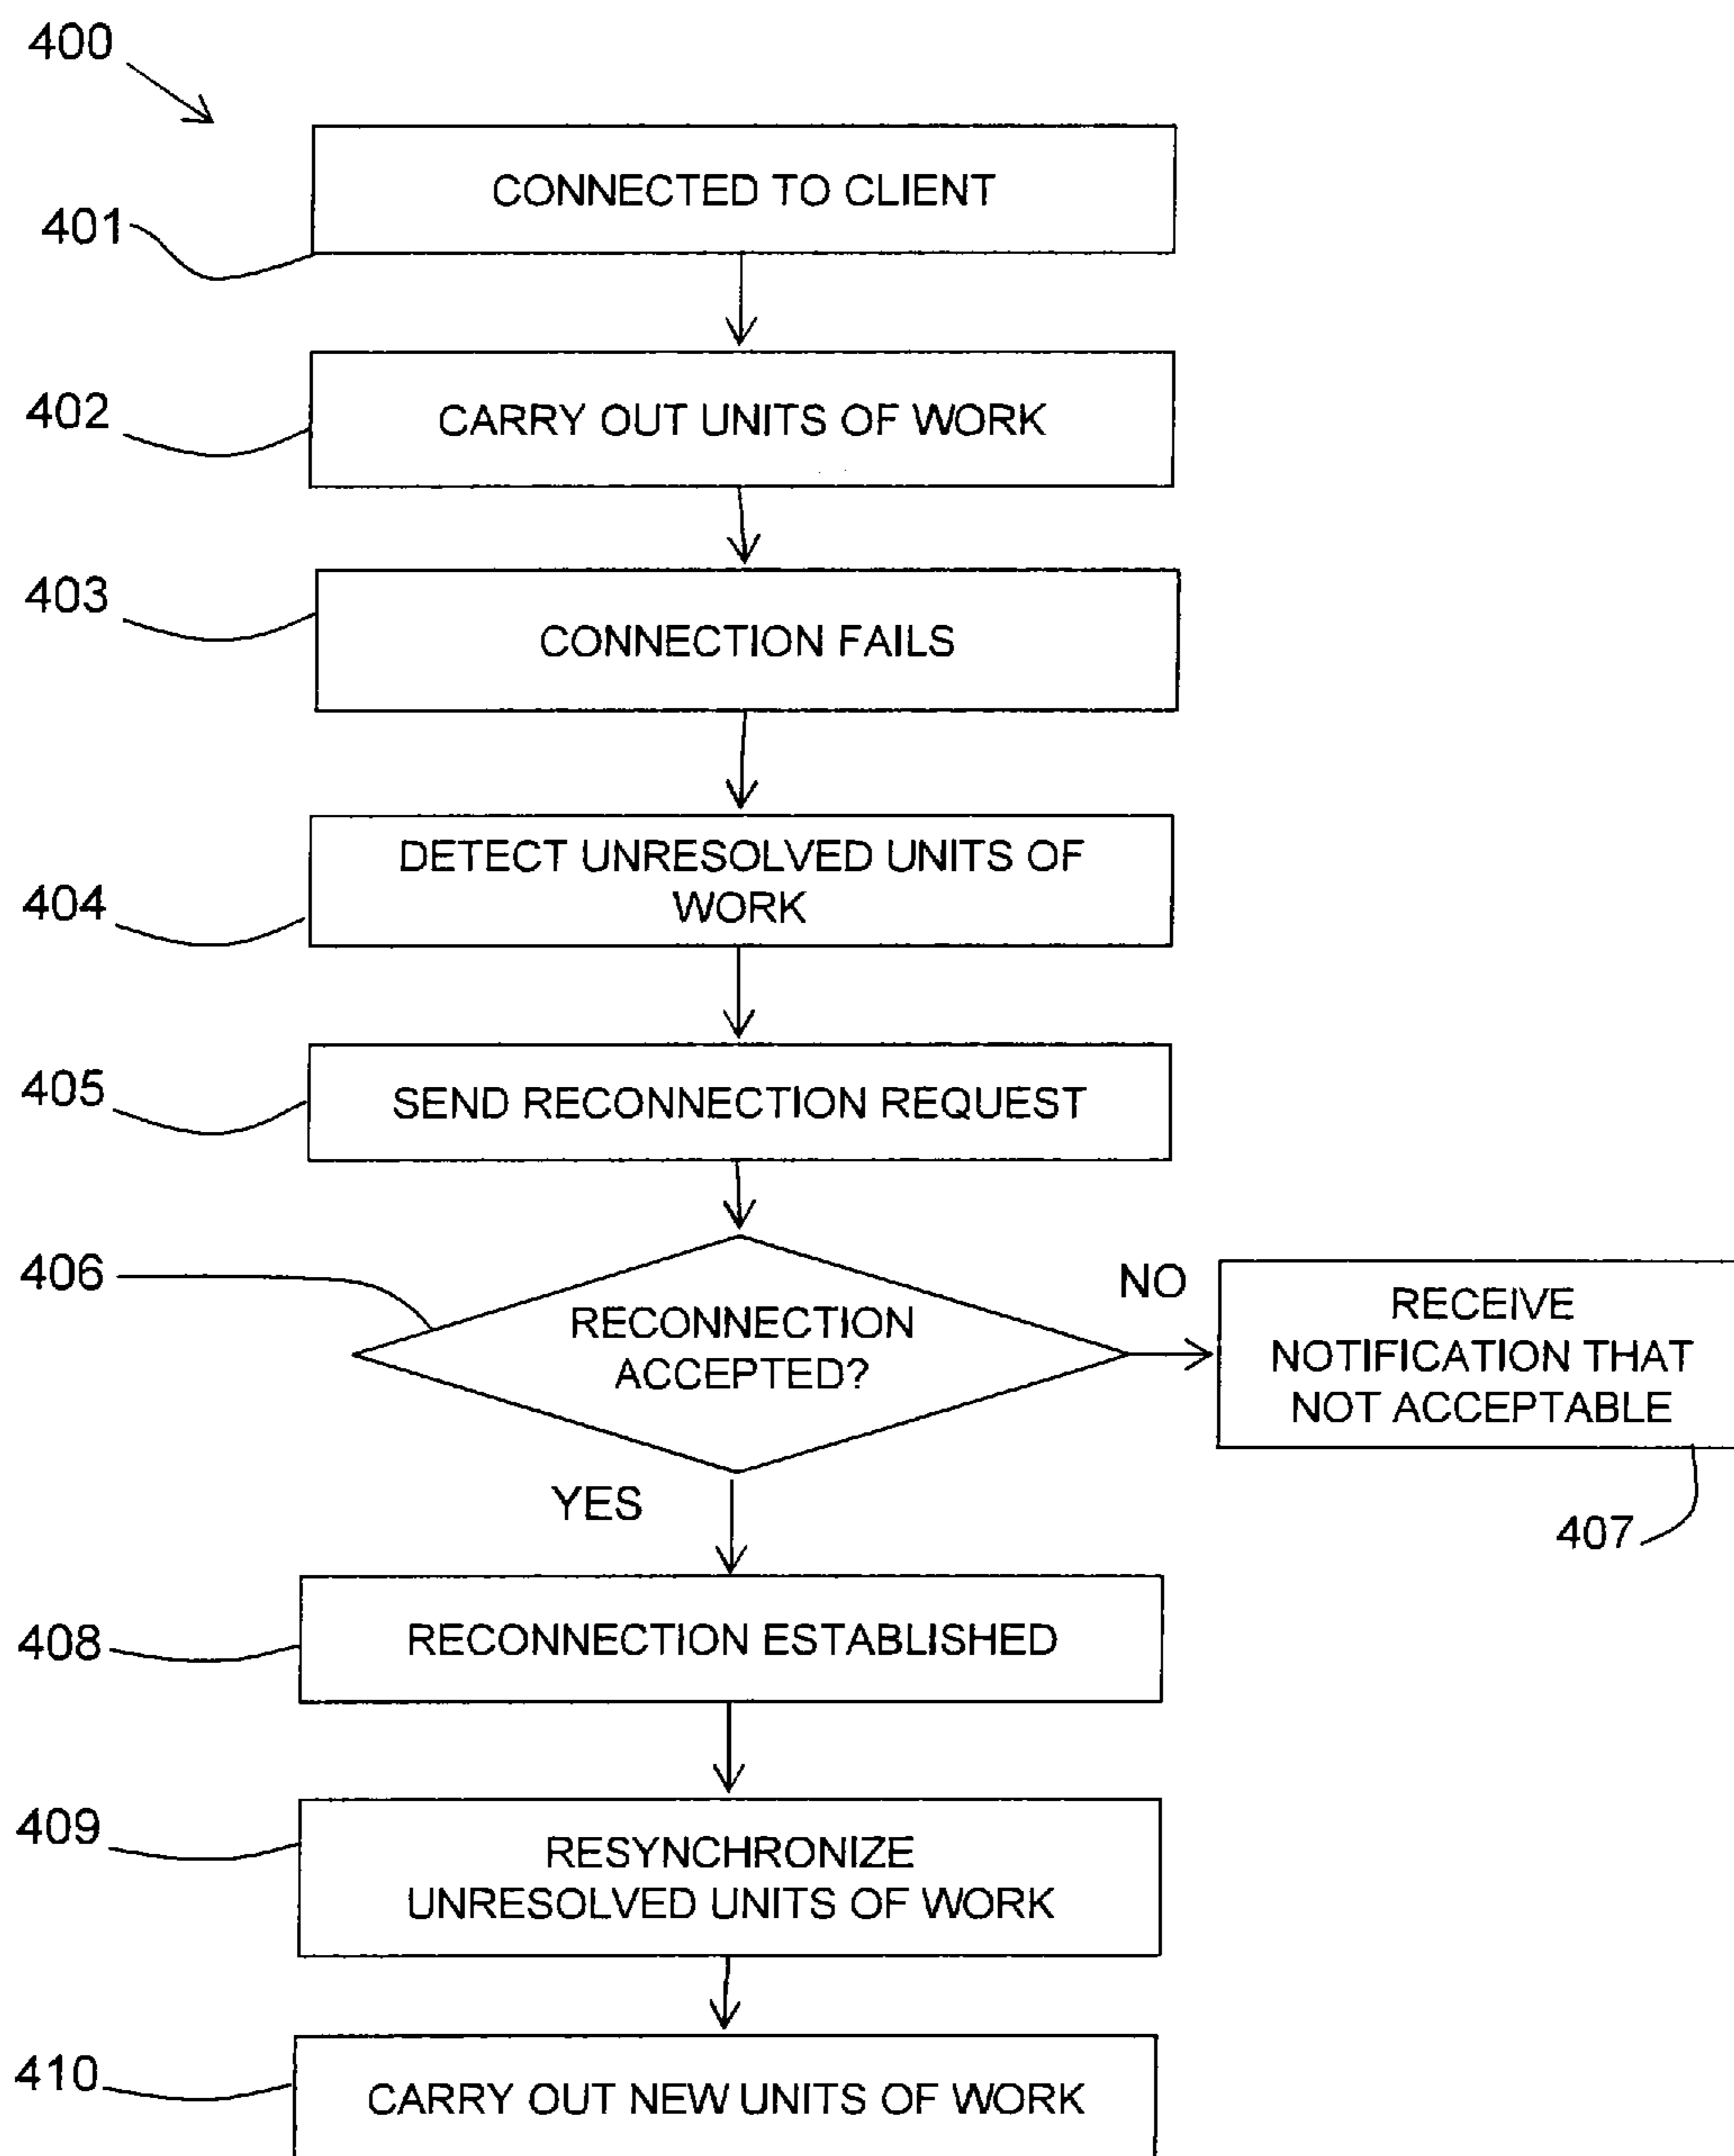 400
CONNECTED TO CLIENT
401
CARRY OUT UNITS OF WORK
402
CONNECTION FAILS
403
DETECT UNRESOLVED UNITS OF
WORK
404
SEND RECONNECTION REQUEST
405
406
RECONNECTION
ACCEPTED?
NO
RECEIVE
NOTIFICATION THAT
NOT ACCEPTABLE
407
YES
RECONNECTION ESTABLISHED
408
RESYNCHRONIZE
UNRESOLVED UNITS OF WORK
409
CARRY OUT NEW UNITS OF WORK
410